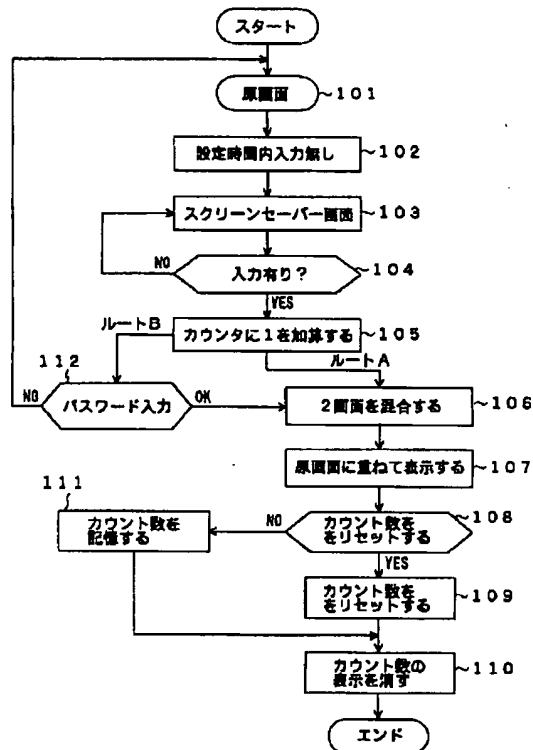 スタート
原画面 ~101
設定時間内入力無し ~102
スクリーンセーバー画面 ~103
NO 入力有り? 104
YES
ルートB カウンタに1を加算する ~105
ルートA
112
NO パスワード入力 OK 2画面を混合する ~106
原画面に重ねて表示する ~107
111
カウント数を
記憶する
NO カウント数を 108
をリセットする
YES
カウント数を
をリセットする ~109
カウント数の
表示を消す ~110
エンド